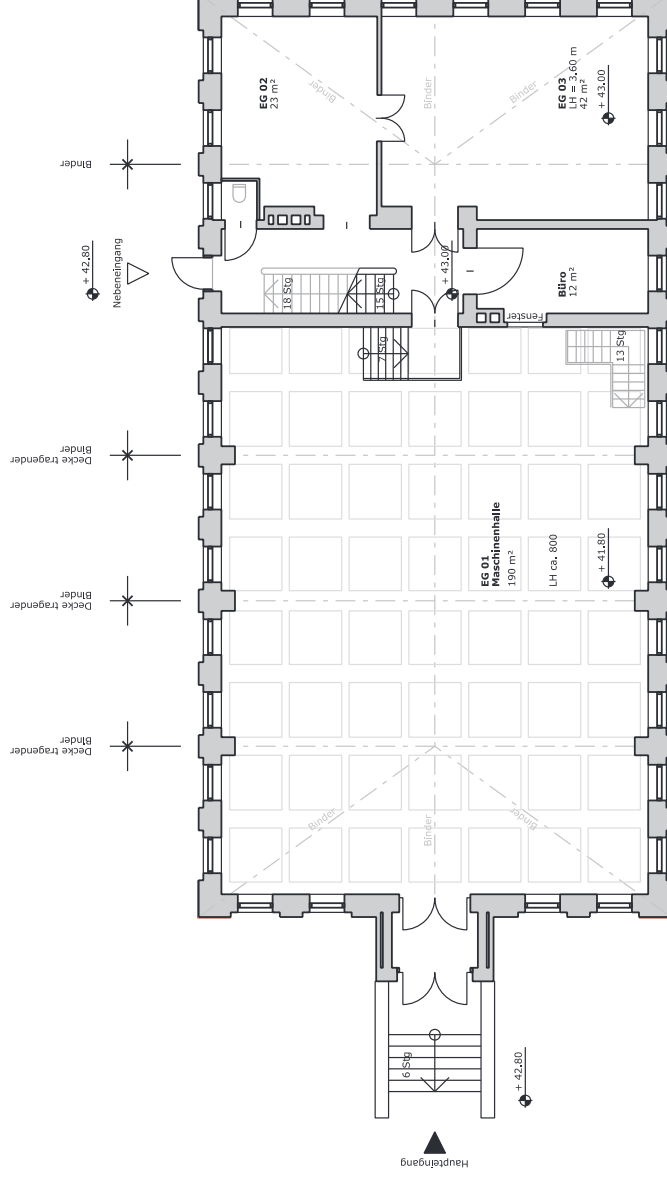 EG 02
23 m²
Binder
Binder
Binder
EG 03
LH = 3.60 m
42 m²
+ 43.00
Binder
+ 42.80
Nebeneingang
18 Stg
15 Stg
+ 43.00
Büro
12 m²
Fenster
7 Stg
13 Stg
Decke tragender
Binder
EG 01
Maschinenhalle
190 m²
LH ca. 800
+ 41.80
Decke tragender
Binder
Decke tragender
Binder
Binder
Binder
Binder
6 Stg
+ 42.80
Haupteingang